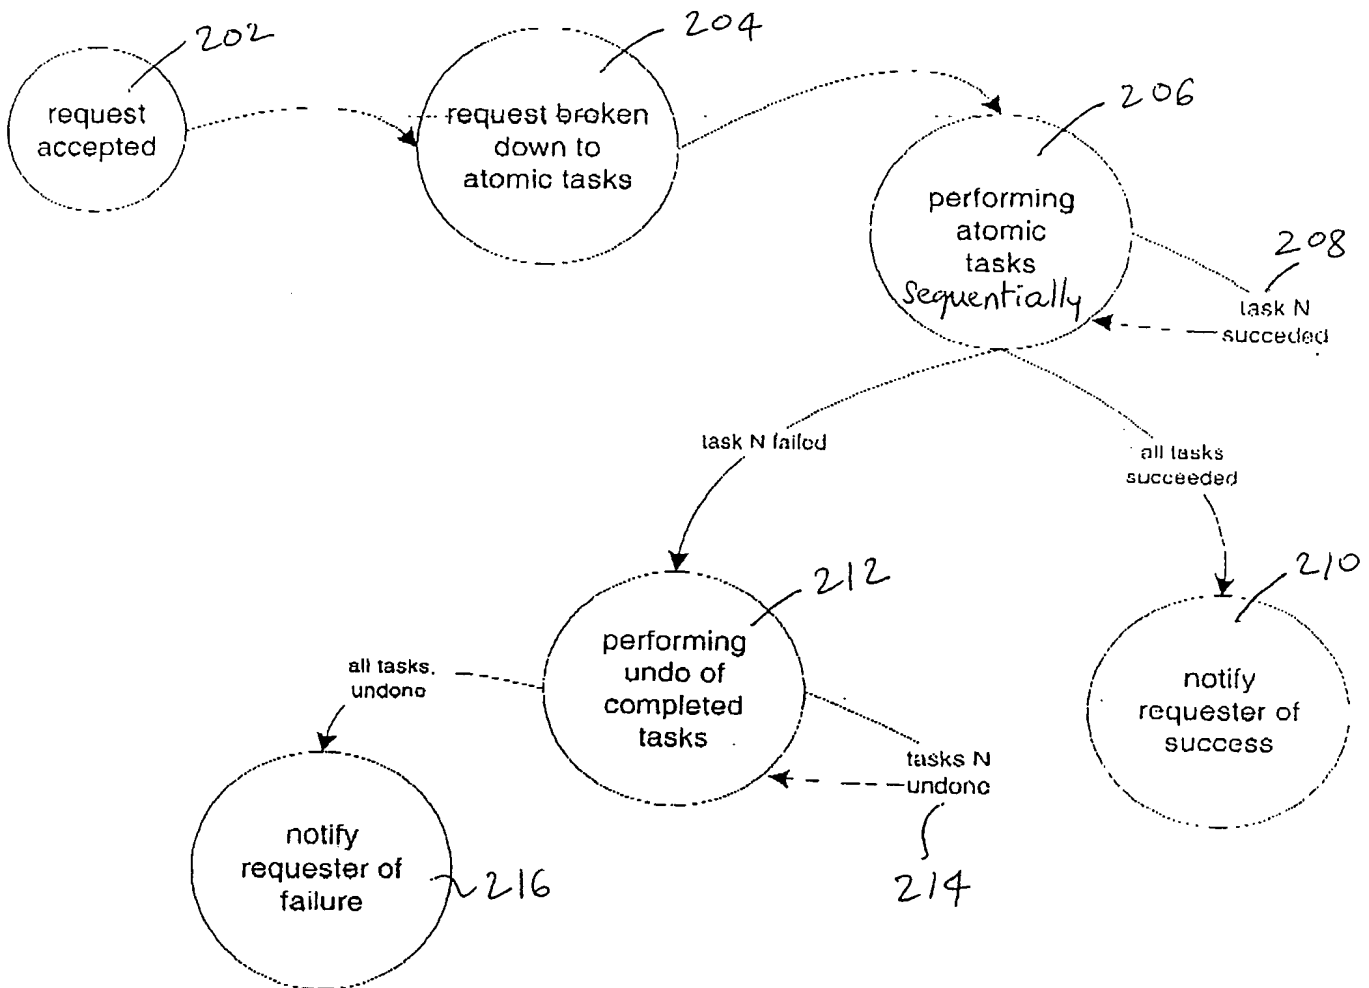 202
request
accepted
204
request broken
down to
atomic tasks
206
performing
atomic
tasks
sequentially
208
task N
succeded
task N failed
all tasks
succeeded
212
performing
undo of
completed
tasks
210
notify
requester of
success
all tasks
undone
tasks N
undone
214
notify
requester of
failure
216